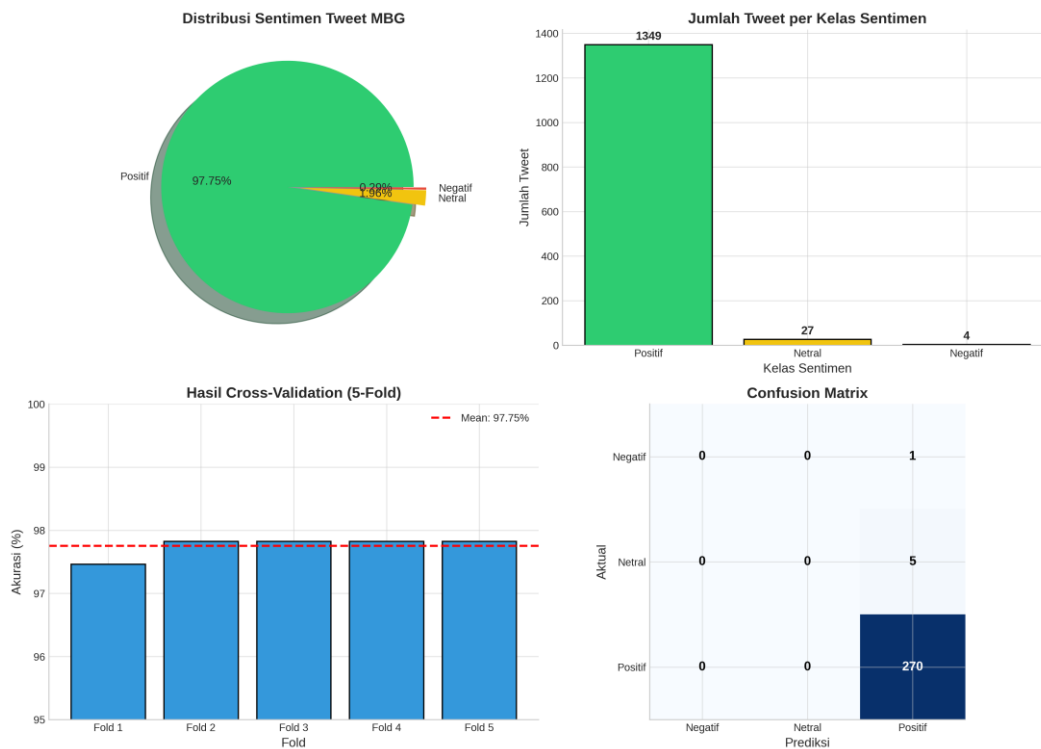 Distribusi Sentimen Tweet MBG
Positif
97.75%
0.29%
1.96%
Negatif
Netral
Jumlah Tweet per Kelas Sentimen
1400
1200
1000
800
600
400
200
0
Jumlah Tweet
1349
27
4
Positif
Netral
Negatif
Kelas Sentimen
Hasil Cross-Validation (5-Fold)
Mean: 97.75%
100
99
98
97
96
95
Akurasi (%)
Fold 1
Fold 2
Fold 3
Fold 4
Fold 5
Fold
Confusion Matrix
Aktual
Negatif
0
0
1
Netral
0
0
5
Positif
0
0
270
Negatif
Netral
Positif
Prediksi